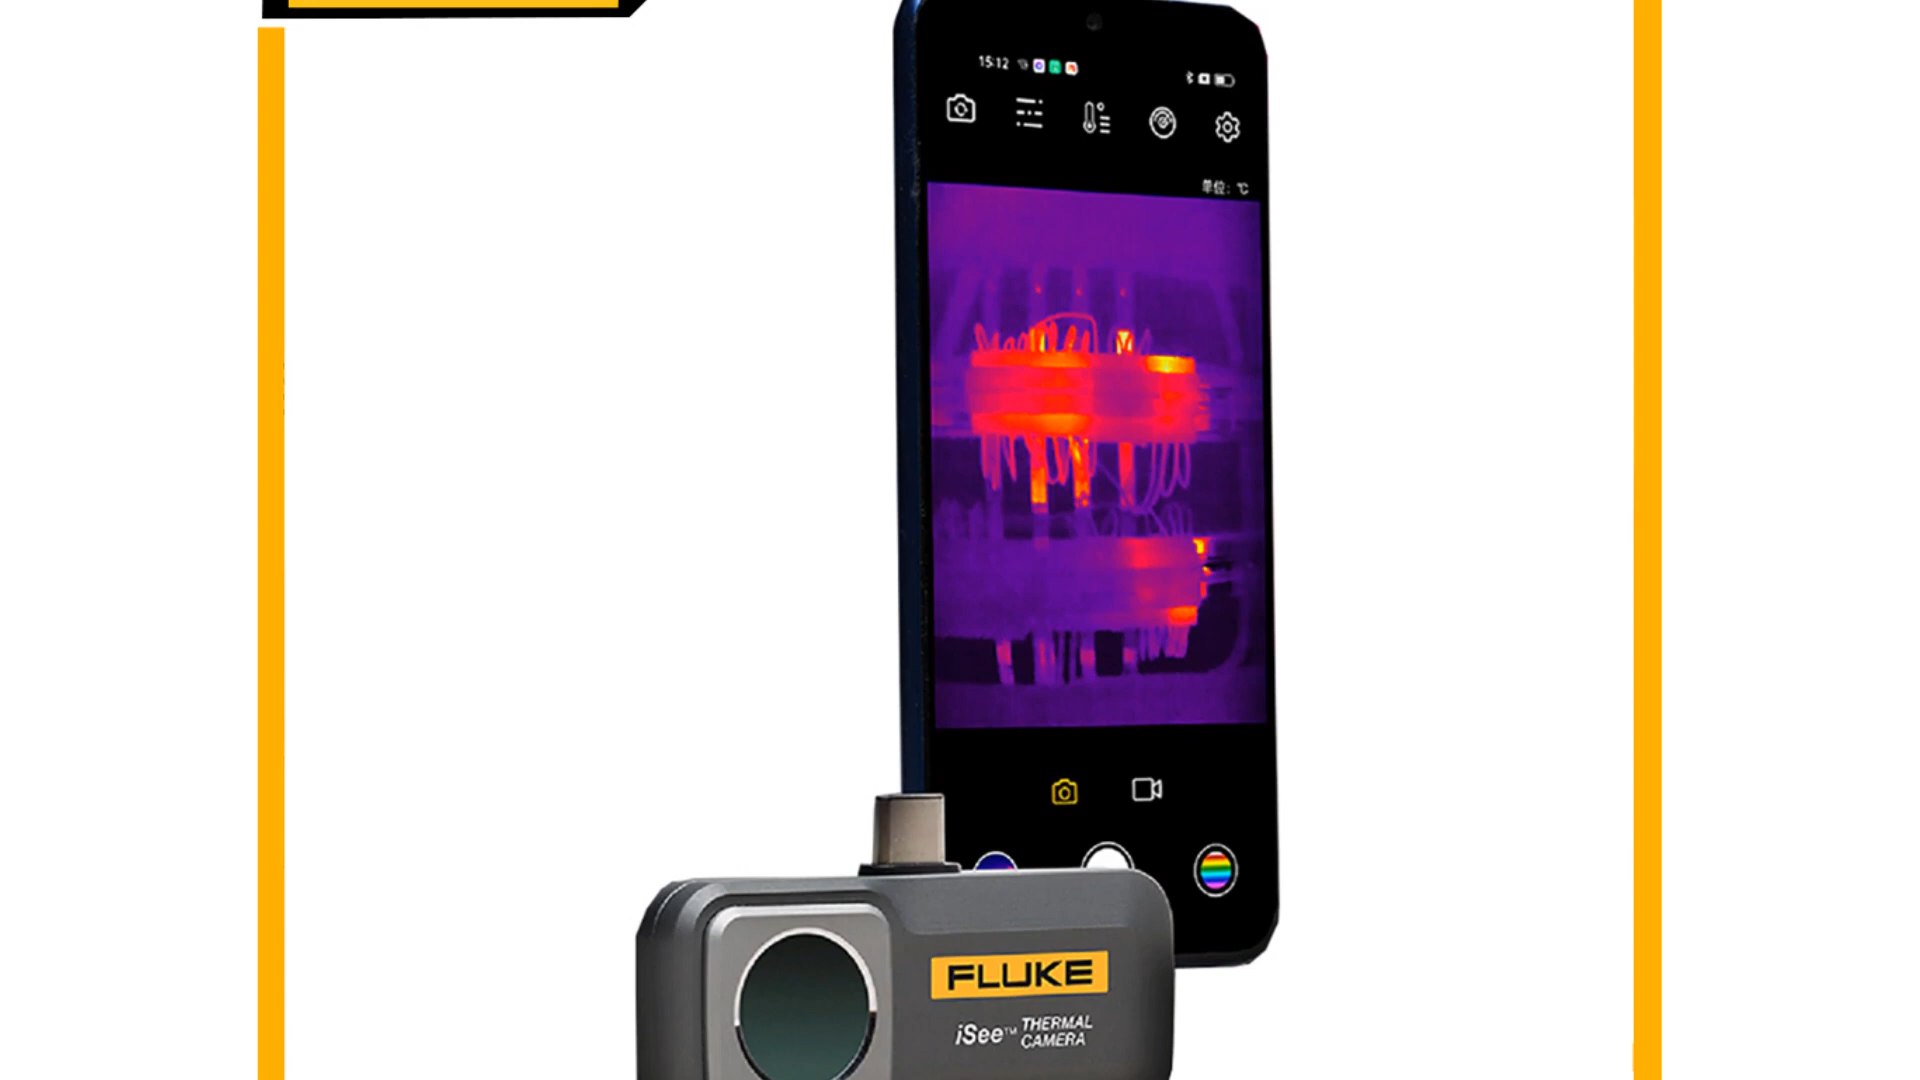 15:12
单位：℃
FLUKE
iSee™ THERMAL
CAMERA